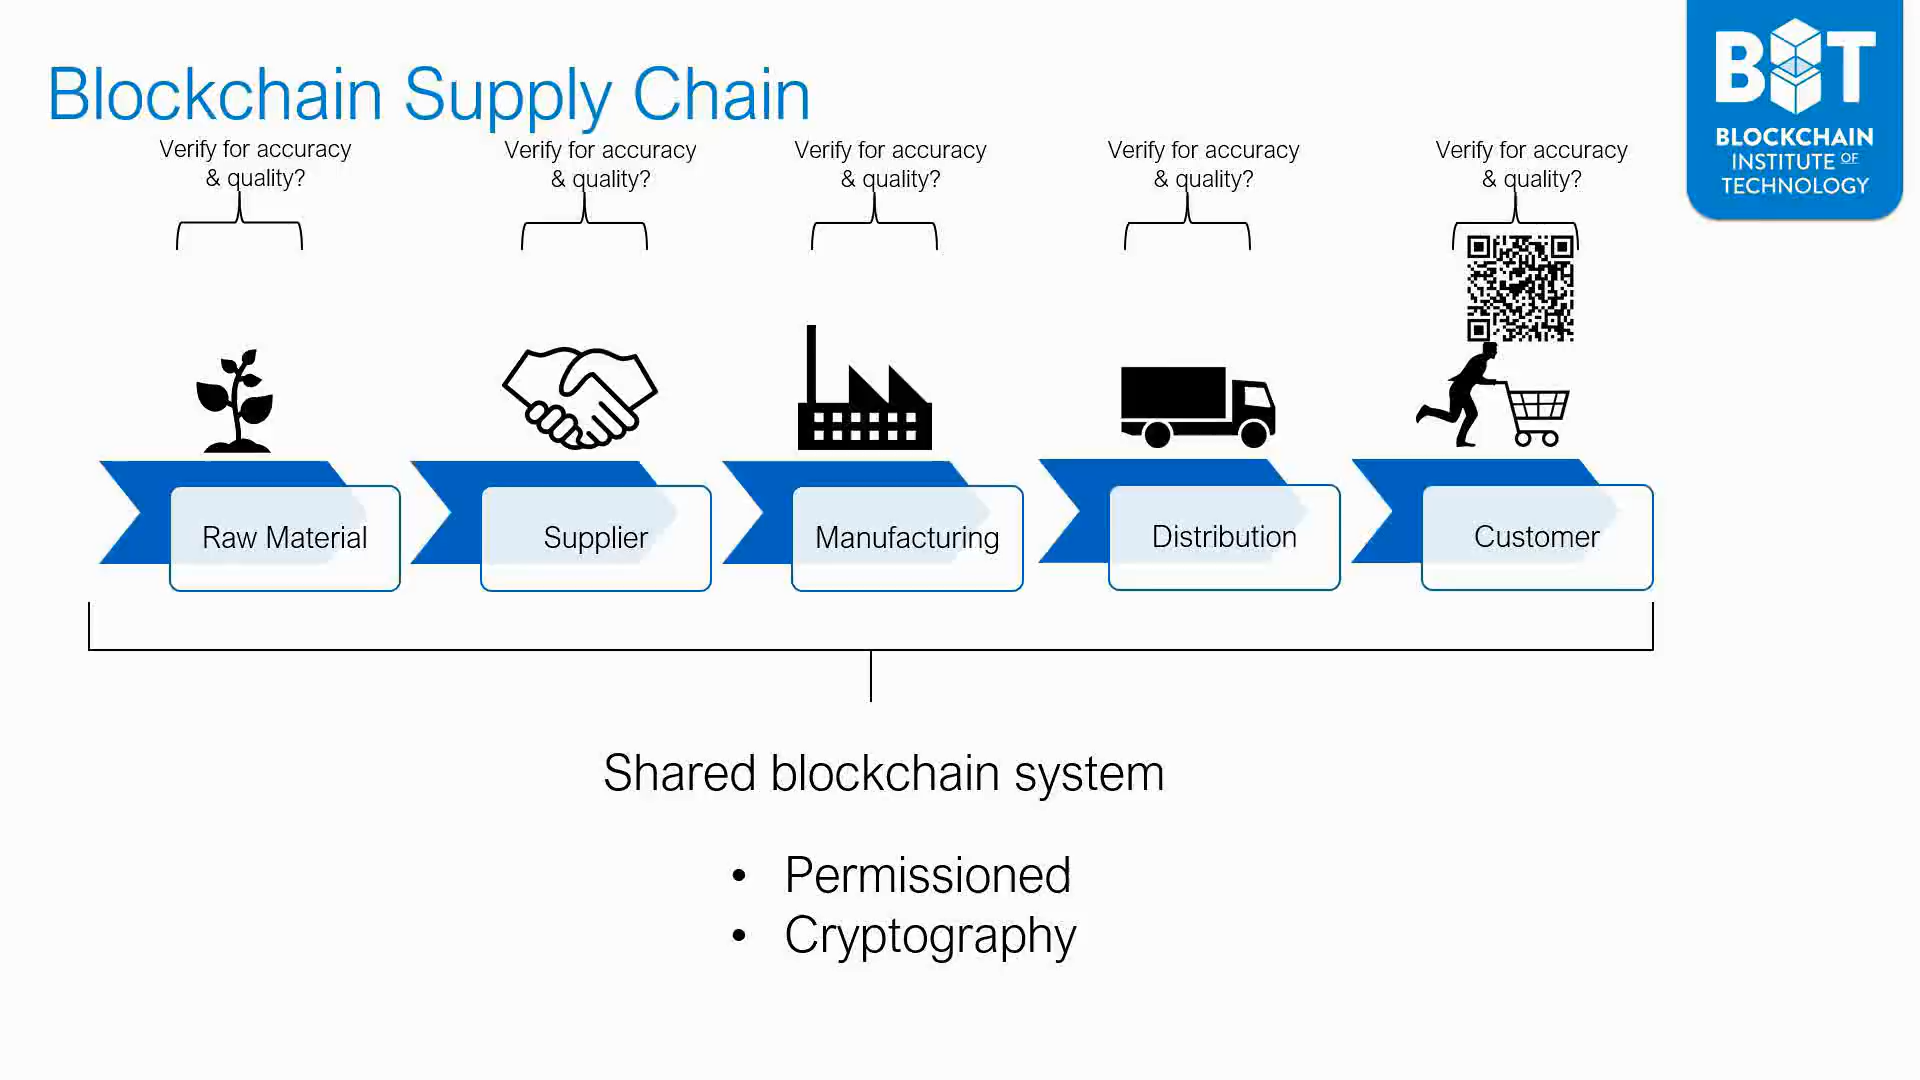 Blockchain Supply Chain
Verify for accuracy
& quality?
Verify for accuracy
& quality?
Verify for accuracy
& quality?
Verify for accuracy
& quality?
Verify for accuracy
& quality?
BIT
BLOCKCHAIN
INSTITUTE OF
TECHNOLOGY
Raw Material
Supplier
Manufacturing
Distribution
Customer
Shared blockchain system
• Permissioned
• Cryptography